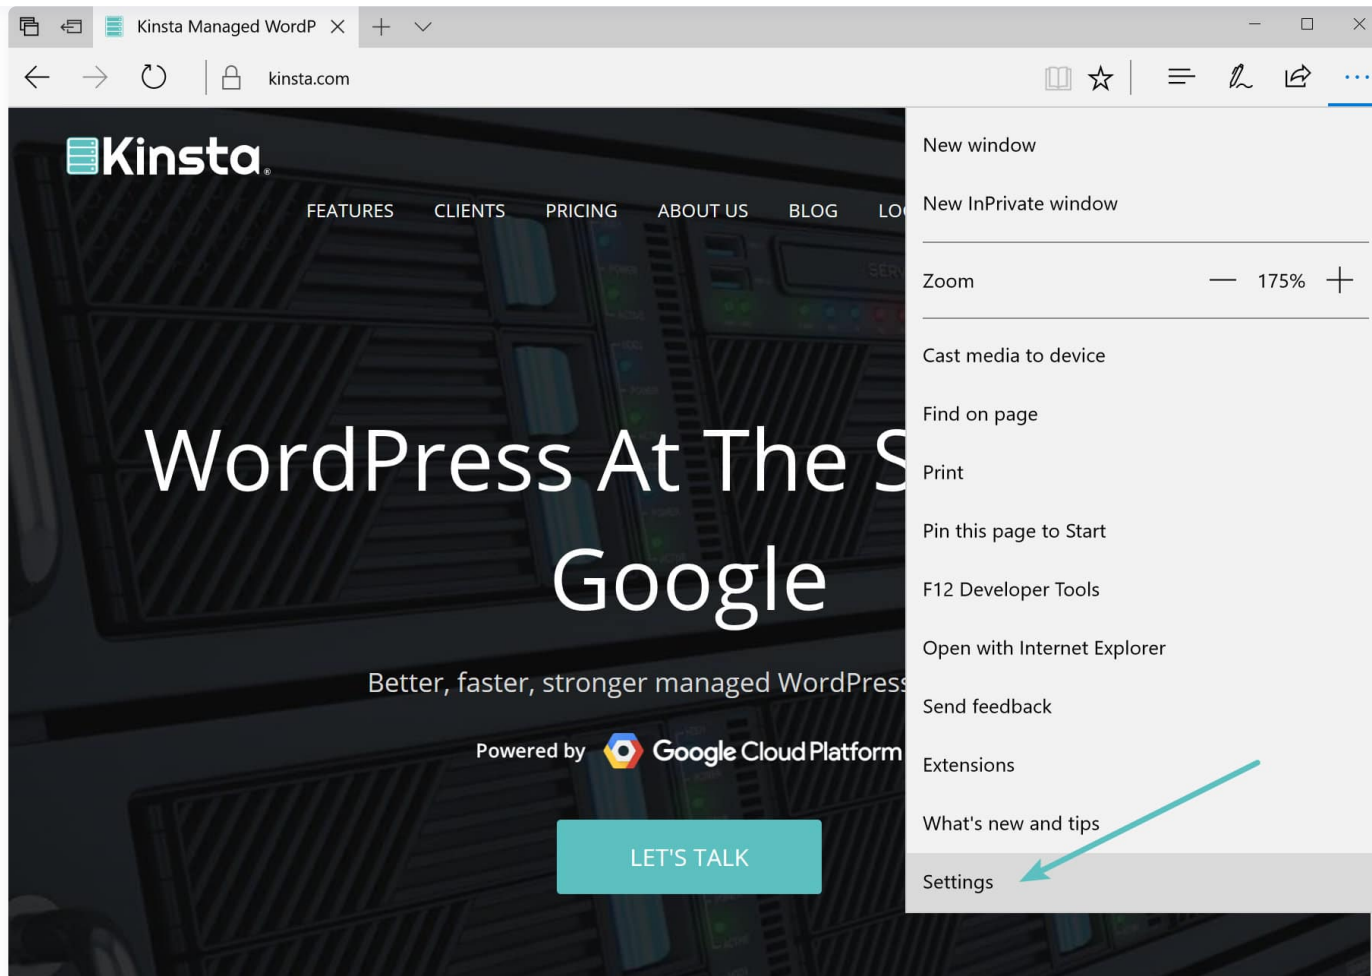 Kinsta Managed WordP
kinsta.com
Kinsta®
FEATURES CLIENTS PRICING ABOUT US BLOG
WordPress At The S
Google
Better, faster, stronger managed WordPress
Powered by Google Cloud Platform
LET'S TALK
New window
New InPrivate window
Zoom 175%
Cast media to device
Find on page
Print
Pin this page to Start
F12 Developer Tools
Open with Internet Explorer
Send feedback
Extensions
What's new and tips
Settings